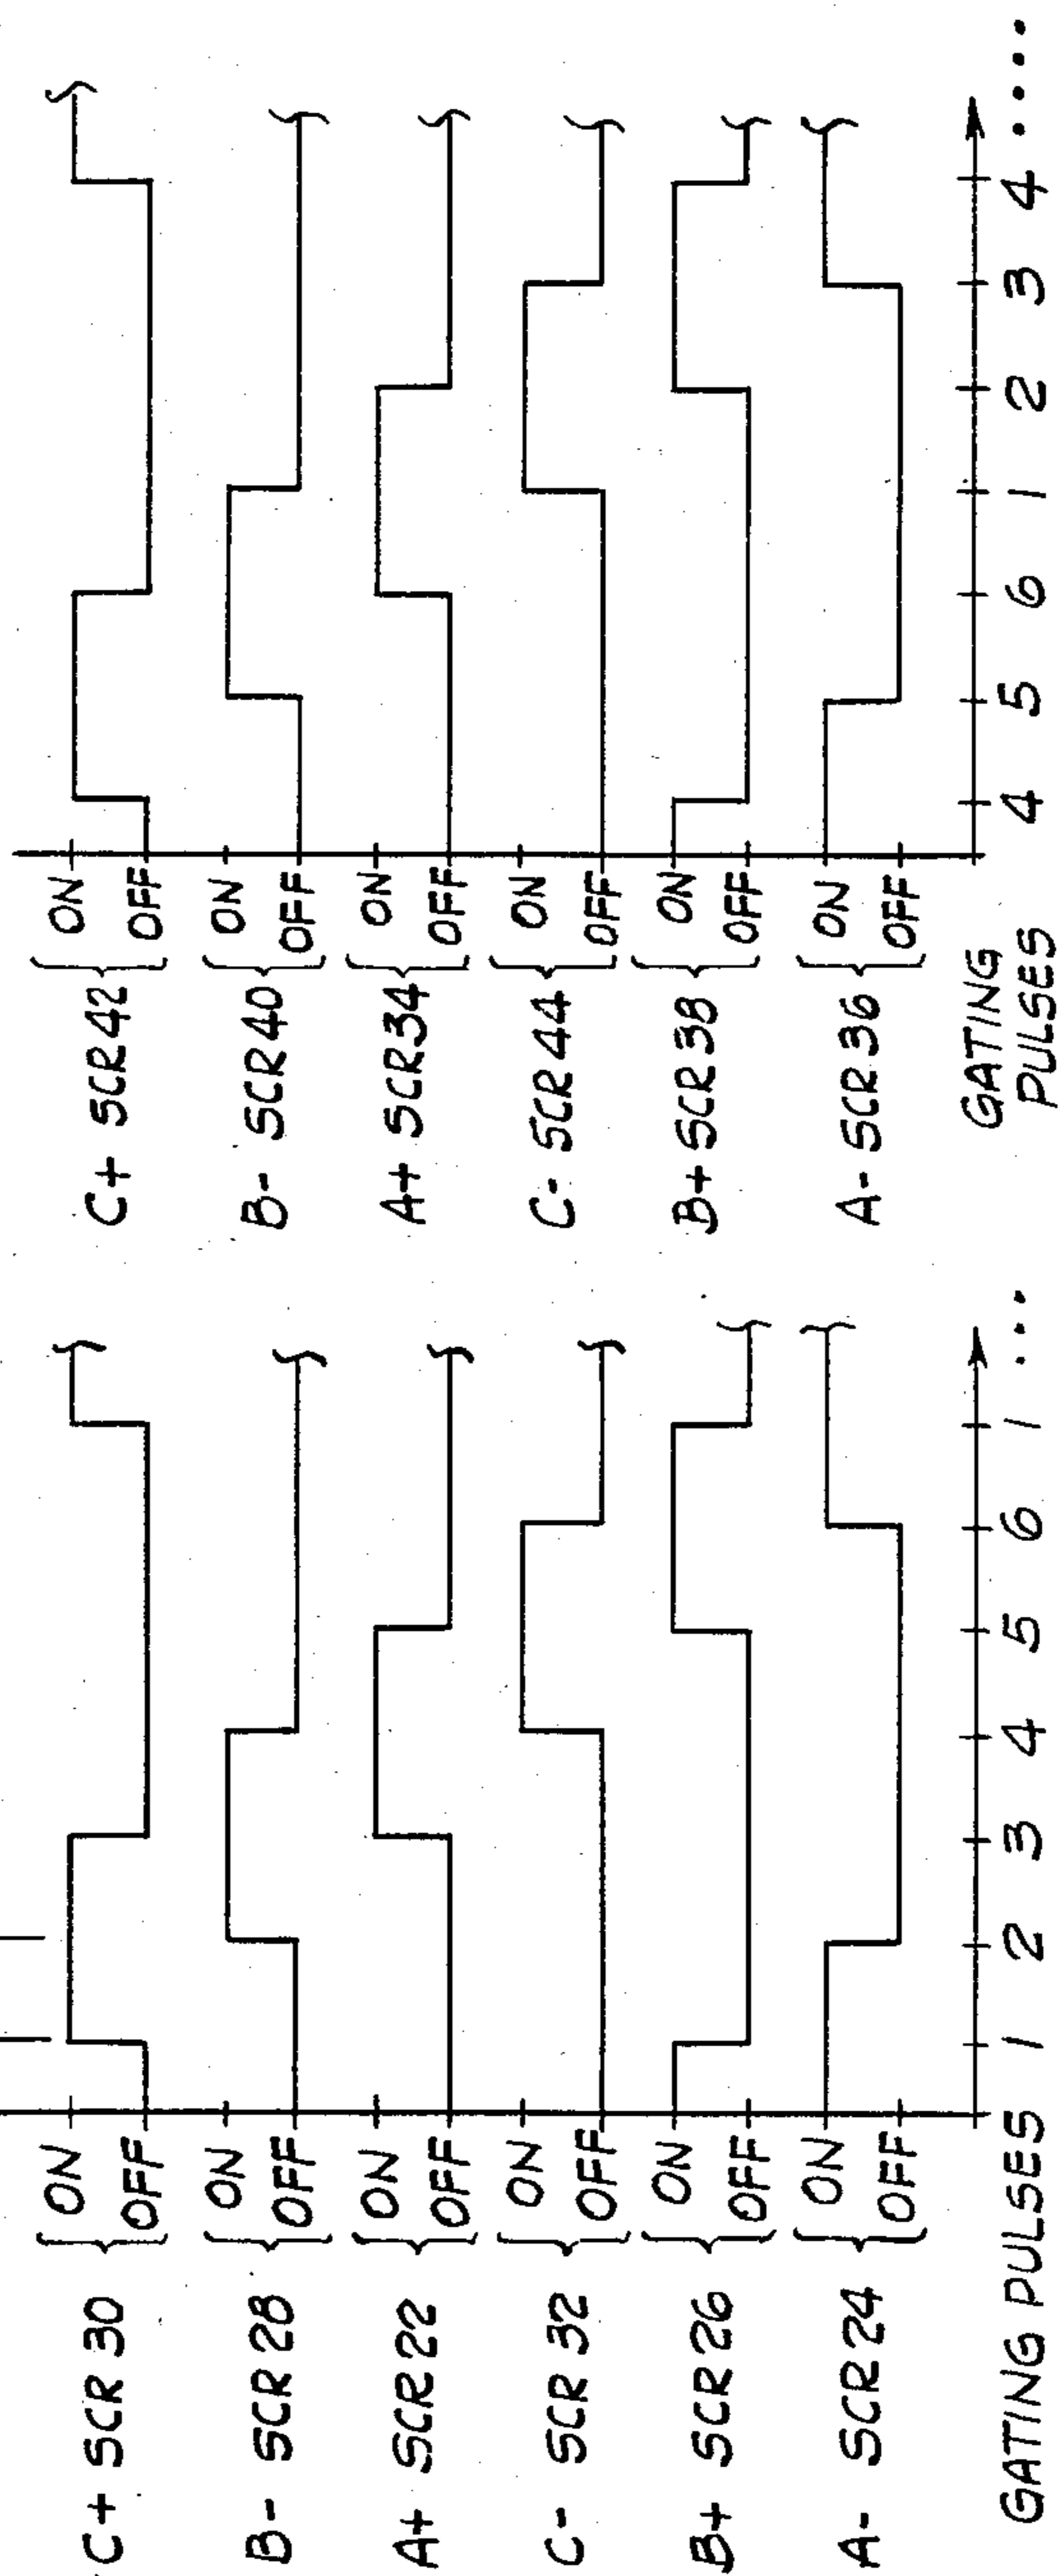 C+ SCR 30
ON
OFF
B- SCR 28
ON
OFF
A+ SCR 22
ON
OFF
C- SCR 32
ON
OFF
B+ SCR 26
ON
OFF
A- SCR 24
ON
OFF
GATING PULSES 1 2 3 4 5 6 1 ...
C+ SCR 42
ON
OFF
B- SCR 40
ON
OFF
A+ SCR 34
ON
OFF
C- SCR 44
ON
OFF
B+ SCR 38
ON
OFF
A- SCR 36
ON
OFF
GATING
PULSES
4 5 6 1 2 3 4 ....